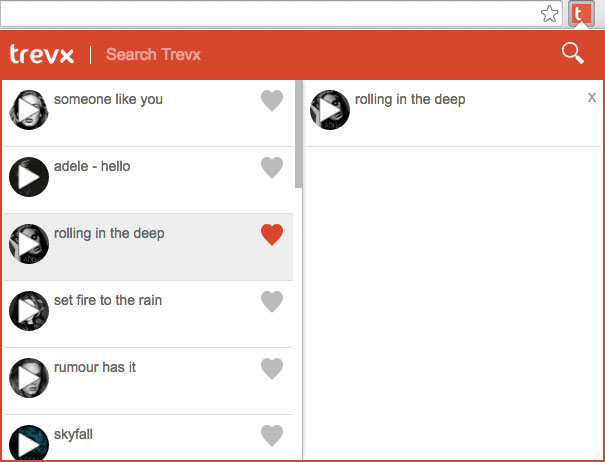 t
trevx | Search Trevx
someone like you
adele - hello
rolling in the deep
set fire to the rain
rumour has it
skyfall
rolling in the deep x